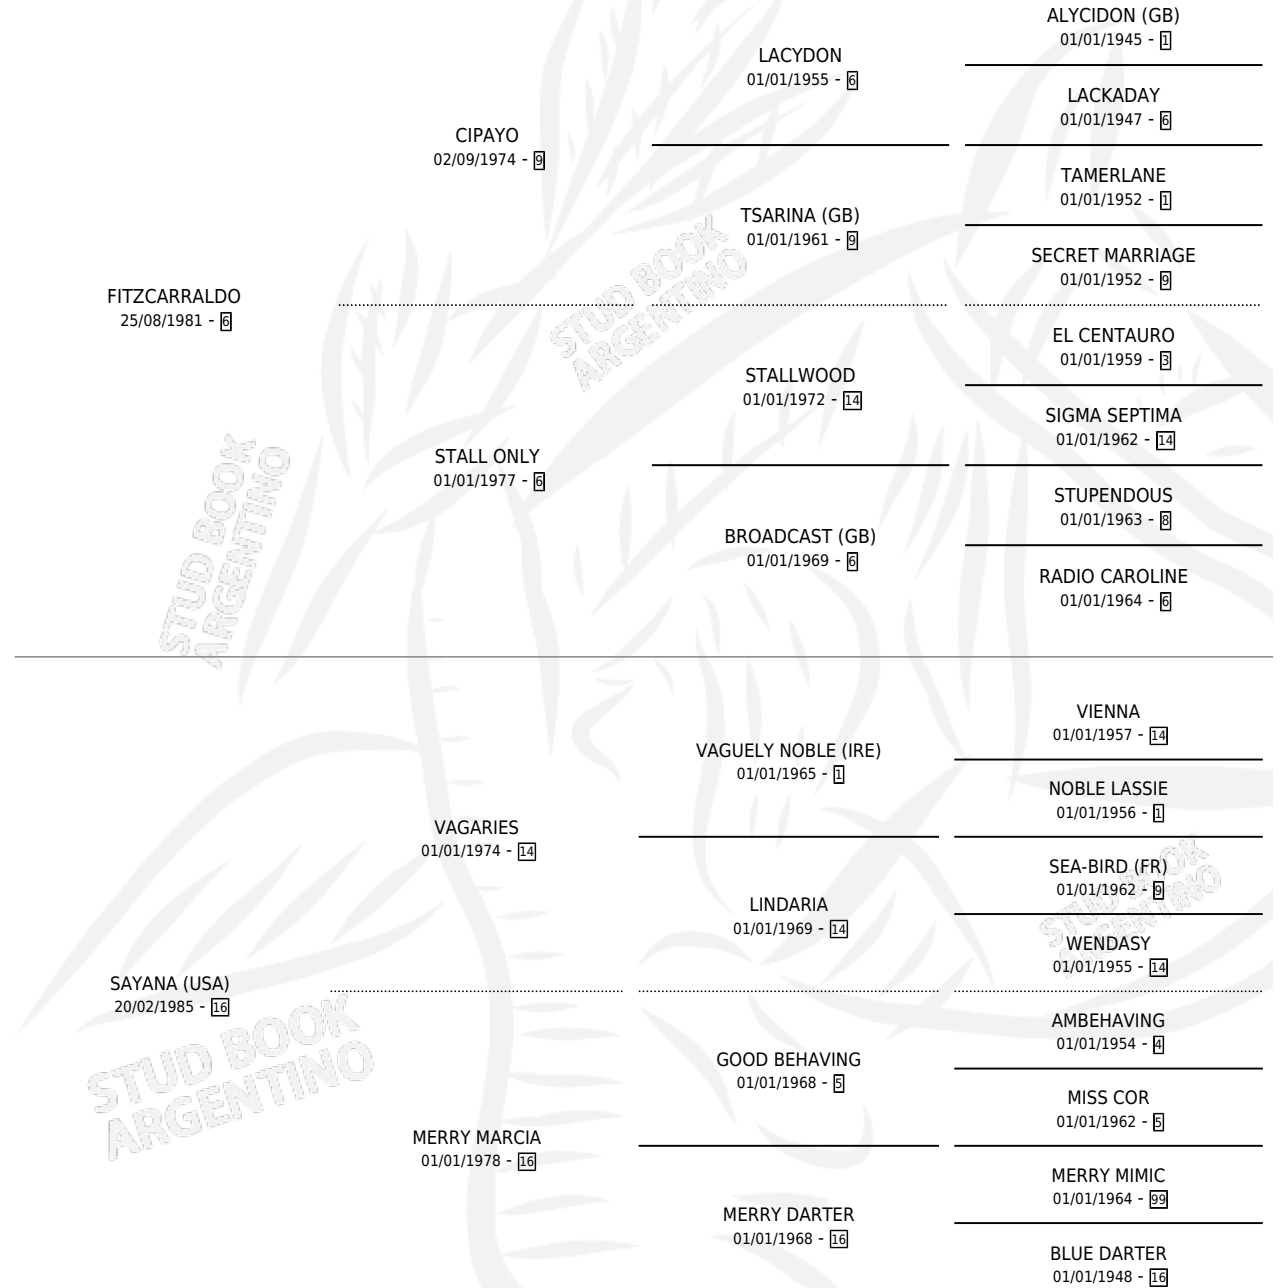 ALYCIDON (GB)
01/01/1945 - 1
LACYDON
01/01/1955 - 6
LACKADAY
01/01/1947 - 6
CIPAYO
02/09/1974 - 9
TAMERLANE
01/01/1952 - 1
TSARINA (GB)
01/01/1961 - 9
SECRET MARRIAGE
01/01/1952 - 9
FITZCARRALDO
25/08/1981 - 6
STUD BOOK
ARGENTINO
EL CENTAURO
01/01/1959 - 3
STALLWOOD
01/01/1972 - 14
SIGMA SEPTIMA
01/01/1962 - 14
STALL ONLY
01/01/1977 - 6
STUPENDOUS
01/01/1963 - 8
BROADCAST (GB)
01/01/1969 - 6
RADIO CAROLINE
01/01/1964 - 6
STUD BOOK
ARGENTINO
VIENNA
01/01/1957 - 14
VAGUELY NOBLE (IRE)
01/01/1965 - 1
NOBLE LASSIE
01/01/1956 - 1
VAGARIES
01/01/1974 - 14
SEA-BIRD (FR)
01/01/1962 - 9
LINDARIA
01/01/1969 - 14
STUD BOOK
ARGENTINO
WENDASY
01/01/1955 - 14
SAYANA (USA)
20/02/1985 - 16
AMBEHAVING
01/01/1954 - 4
GOOD BEHAVING
01/01/1968 - 5
STUD BOOK
ARGENTINO
MISS COR
01/01/1962 - 5
MERRY MARCIA
01/01/1978 - 16
MERRY MIMIC
01/01/1964 - 99
MERRY DARTER
01/01/1968 - 16
BLUE DARTER
01/01/1948 - 16